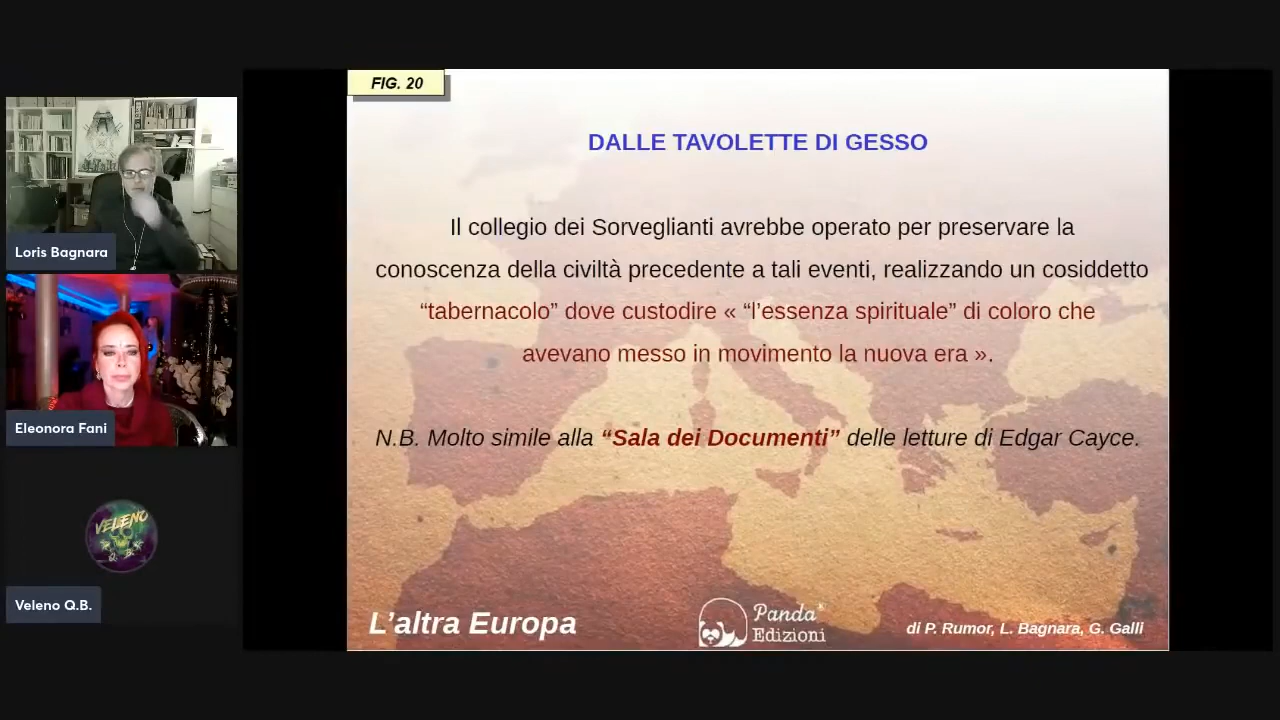 FIG. 20
DALLE TAVOLETTE DI GESSO
Il collegio dei Sorveglianti avrebbe operato per preservare la
conoscenza della civiltà precedente a tali eventi, realizzando un cosiddetto
“tabernacolo” dove custodire « “l’essenza spirituale” di coloro che
avevano messo in movimento la nuova era ».
N.B. Molto simile alla “Sala dei Documenti” delle letture di Edgar Cayce.
L’altra Europa
Panda
Edizioni
di P. Rumor, L. Bagnara, G. Galli
Loris Bagnara
Eleonora Fani
VELENO
Q.B.
Veleno Q.B.